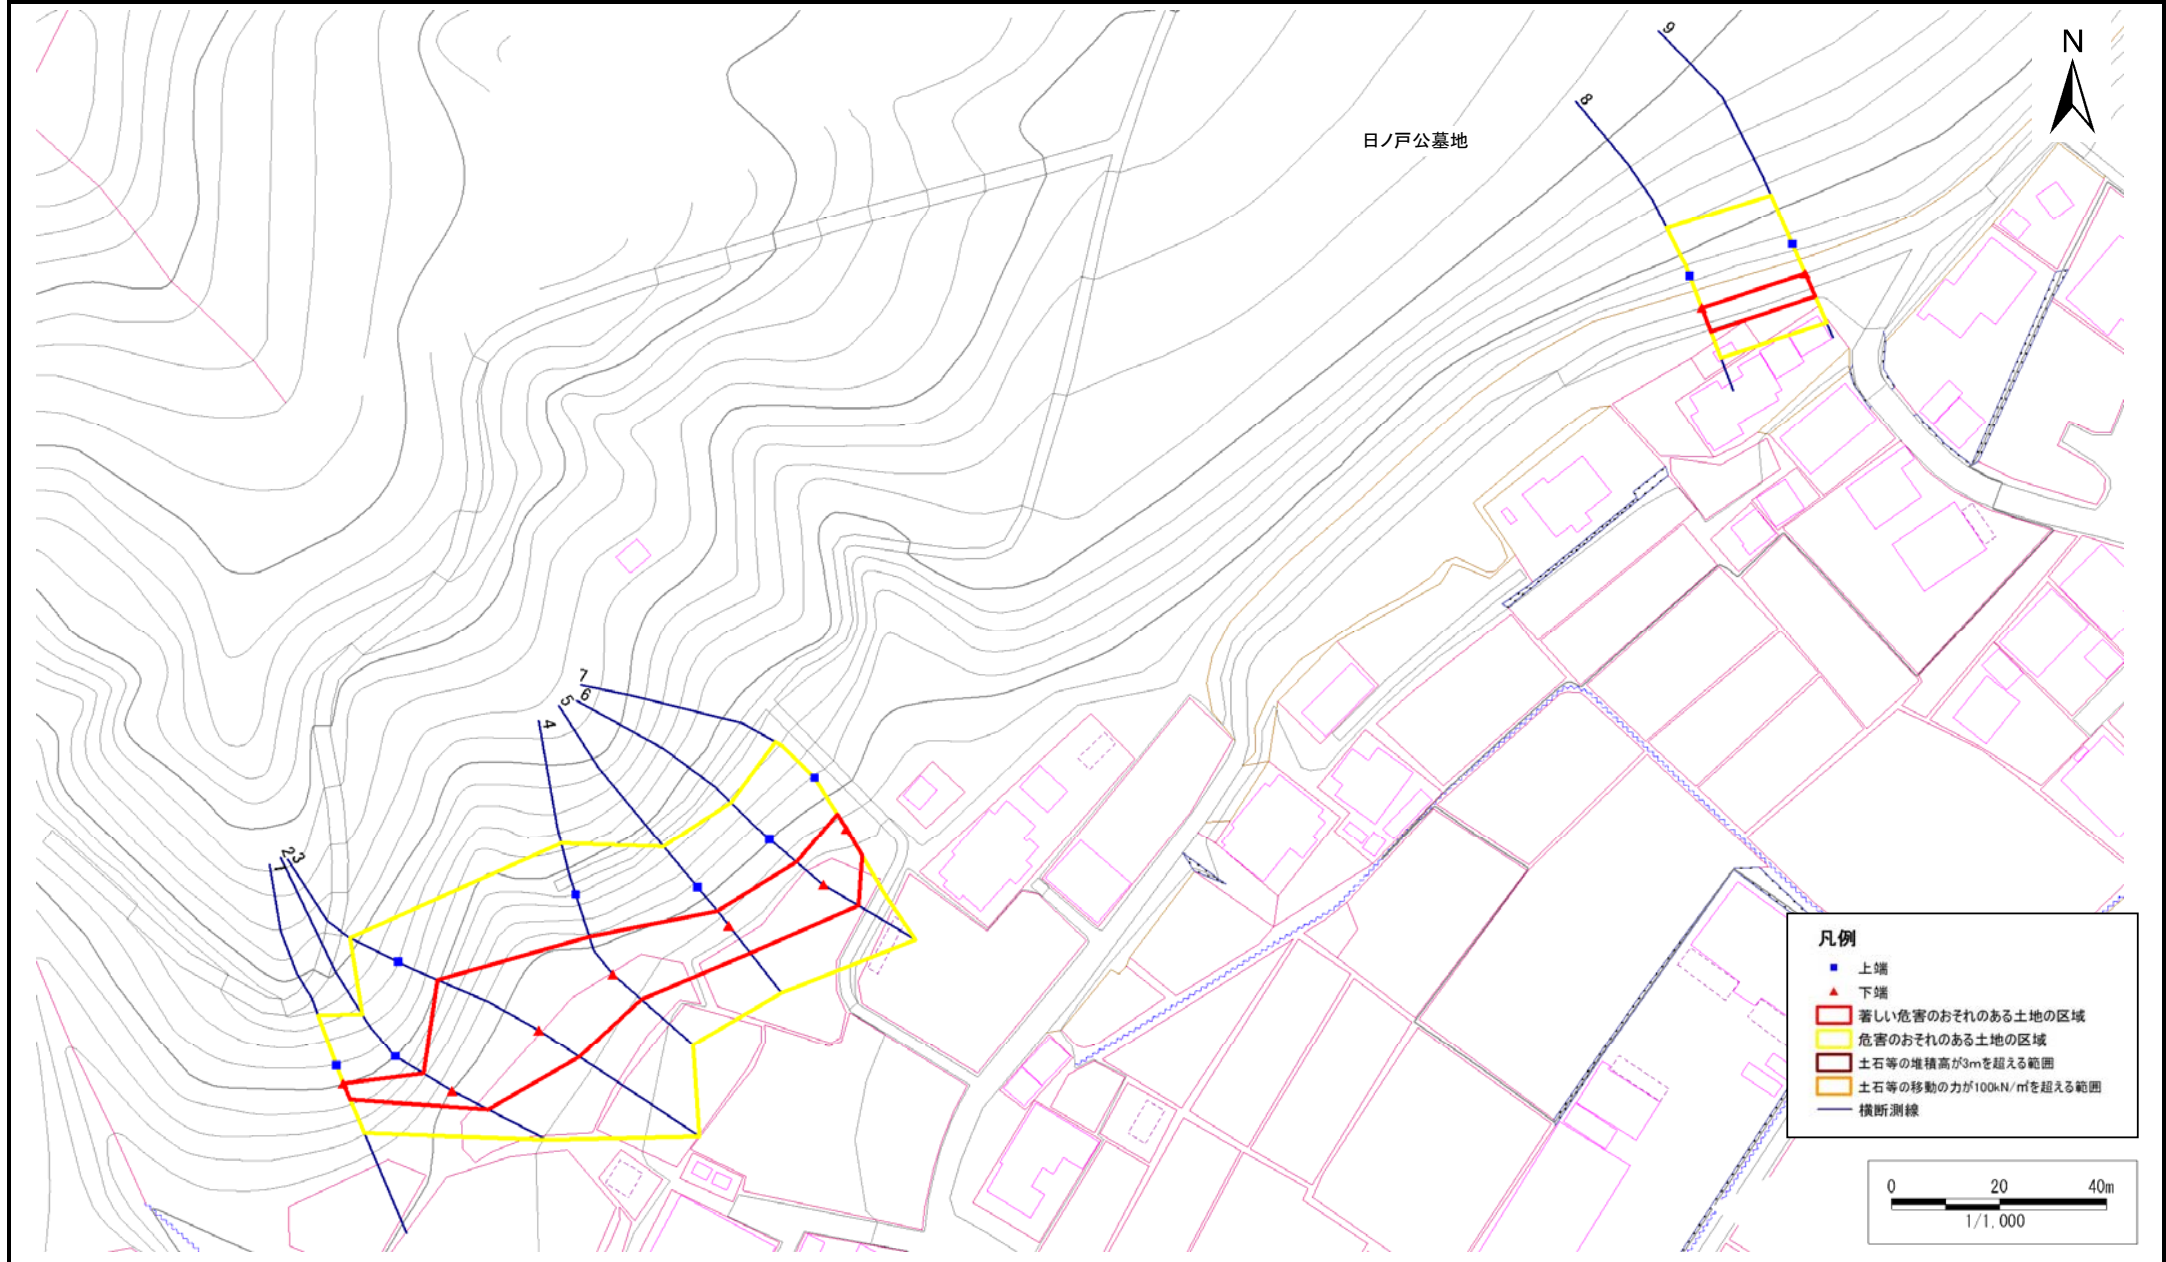 9
N
8
日ノ戸公墓地
7
6
5
4
2
3
1
凡例
上端
下端
著しい危害のおそれのある土地の区域
危害のおそれのある土地の区域
土石等の堆積高が3mを超える範囲
土石等の移動の力が100kN/㎡を超える範囲
横断測線
0 20 40m
1/1,000